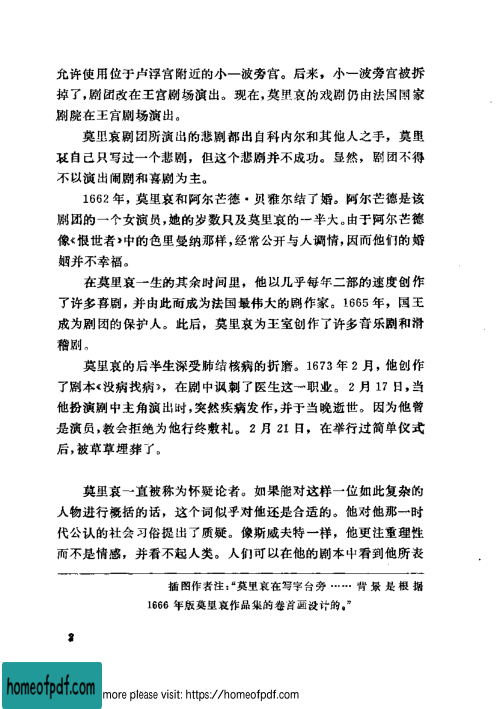 允许使用位于卢浮宫附近的小—波旁宫。后来，小—波旁宫被拆
掉了，剧团改在王宫剧场演出。现在，莫里哀的戏剧仍由法国国家
剧院在王宫剧场演出。
莫里哀剧团所演出的悲剧都出自科内尔和其他人之手，莫里
哀自己只写过一个悲剧，但这个悲剧并不成功。显然，剧团不得
不以演出闹剧和喜剧为主。
1662年，莫里哀和阿尔芒德·贝雅尔结了婚。阿尔芒德是该
剧团的一个女演员，她的岁数只及莫里哀的一半大。由于阿尔芒德
像《恨世者》中的色里曼纳那样，经常公开与人调情，因而他们的婚
姻并不幸福。
在莫里哀一生的其余时间里，他以几乎每年二部的速度创作
了许多喜剧，并由此而成为法国最伟大的剧作家。1665年，国王
成为剧团的保护人。此后，莫里哀为王室创作了许多音乐剧和滑
稽剧。
莫里哀的后半生深受肺结核病的折磨。1673年2月，他创作
了剧本《没病找病》，在剧中讽刺了医生这一职业。2月17日，当
他扮演剧中主角演出时，突然疾病发作，并于当晚逝世。因为他曾
是演员，教会拒绝为他行终敷礼。2月21日，在举行过简单仪式
后，被草草埋葬了。
莫里哀一直被称为怀疑论者。如果能对这样一位如此复杂的
人物进行概括的话，这个词似乎对他还是合适的。他对他那一时
代公认的社会习俗提出了质疑。像斯威夫特一样，他更注重理性
而不是情感，并看不起人类。人们可以在他的剧本中看到他所表
插图作者注：“莫里哀在写字台旁……背景是根据
1666年版莫里哀作品集的卷首画设计的。”
homeofpdf.com
more please visit: https://homeofpdf.com